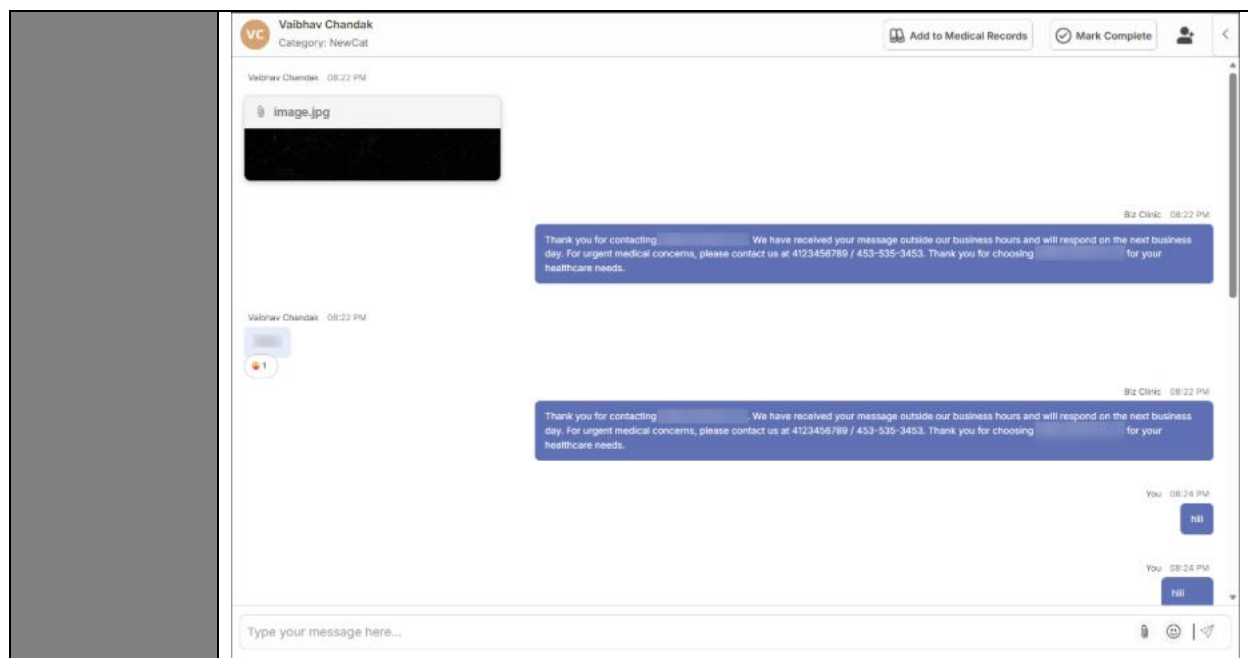 Vaibhav Chandak
VC
Category: NewCat
Add to Medical Records
Mark Complete
Vaibhav Chandak 08:22 PM
image.jpg
Biz Clinic 08:22 PM
Thank you for contacting . We have received your message outside our business hours and will respond on the next business
day. For urgent medical concerns, please contact us at 4123456789 / 453-535-3453. Thank you for choosing for your
healthcare needs.
Vaibhav Chandak 08:22 PM
1
Biz Clinic 08:22 PM
Thank you for contacting . We have received your message outside our business hours and will respond on the next business
day. For urgent medical concerns, please contact us at 4123456789 / 453-535-3453. Thank you for choosing for your
healthcare needs.
You 08:24 PM
hiii
You 08:24 PM
hiii
Type your message here...